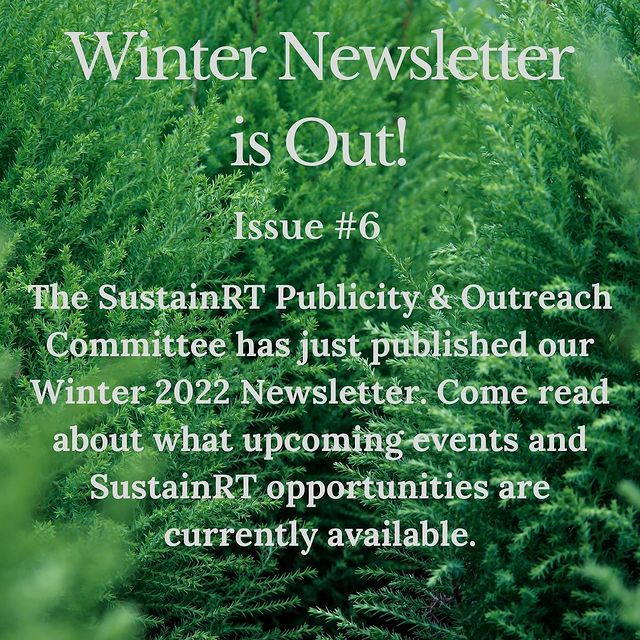 Winter Newsletter
is Out!
Issue #6
The SustainRT Publicity & Outreach
Committee has just published our
Winter 2022 Newsletter. Come read
about what upcoming events and
SustainRT opportunities are
currently available.